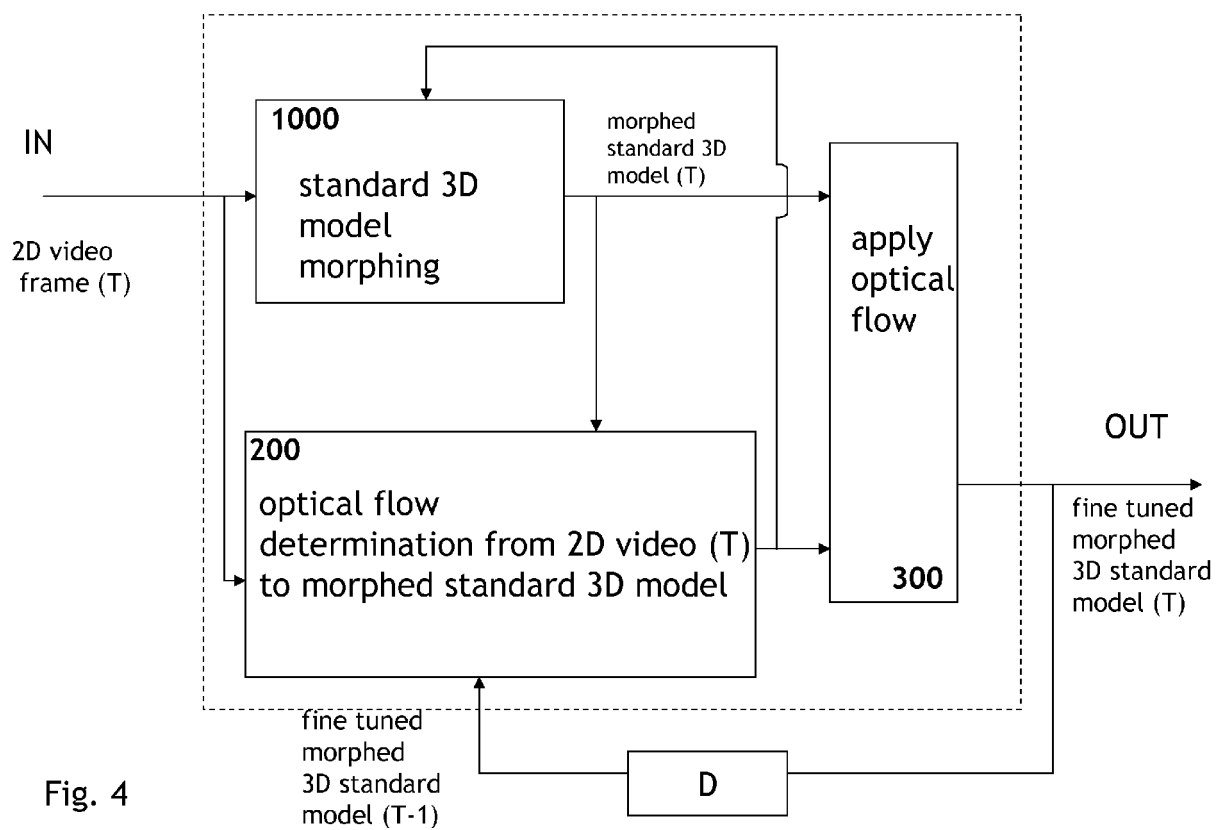 IN
2D video
frame (T)
1000
standard 3D
model
morphing
morphed
standard 3D
model (T)
apply
optical
flow
300
200
optical flow
determination from 2D video (T)
to morphed standard 3D model
OUT
fine tuned
morphed
3D standard
model (T)
fine tuned
morphed
3D standard
model (T-1)
D
Fig. 4